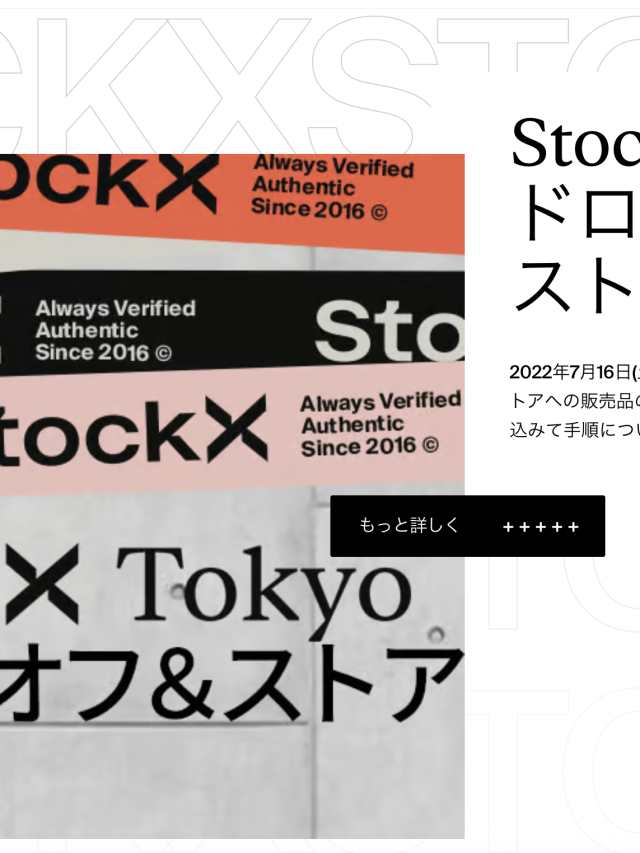 ockX
Always Verified
Authentic
Since 2016 ©
Always Verified
Authentic
Since 2016 ©
Sto
tockX
Always Verified
Authentic
Since 2016 ©
X Tokyo
オフ&ストア
Stoc
ドロ
スト
2022年7月16日(
トアへの販売品の
込みて手順につい
もっと詳しく +++++
CKXSTO